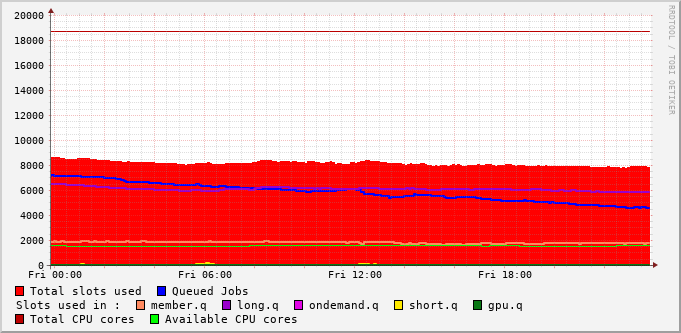 20000
18000
16000
14000
12000
10000
8000
6000
4000
2000
0
Fri 00:00 Fri 06:00 Fri 12:00 Fri 18:00
RRDTOOL / TOBI OETIKER
Total slots used Queued Jobs
Slots used in : member.q long.q ondemand.q short.q gpu.q
Total CPU cores Available CPU cores